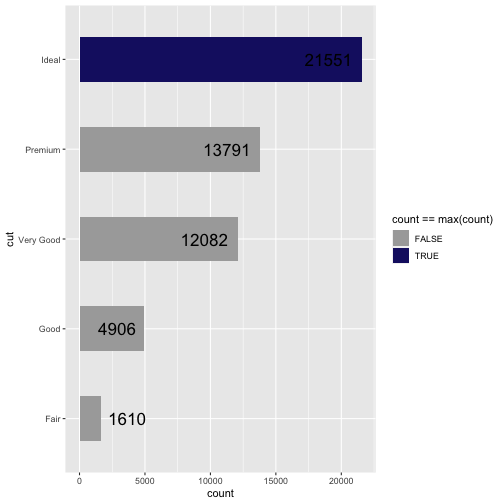 Ideal
21551
Premium
13791
cut
Very Good
12082
Good
4906
Fair
1610
0
5000
10000
15000
20000
count
count == max(count)
FALSE
TRUE